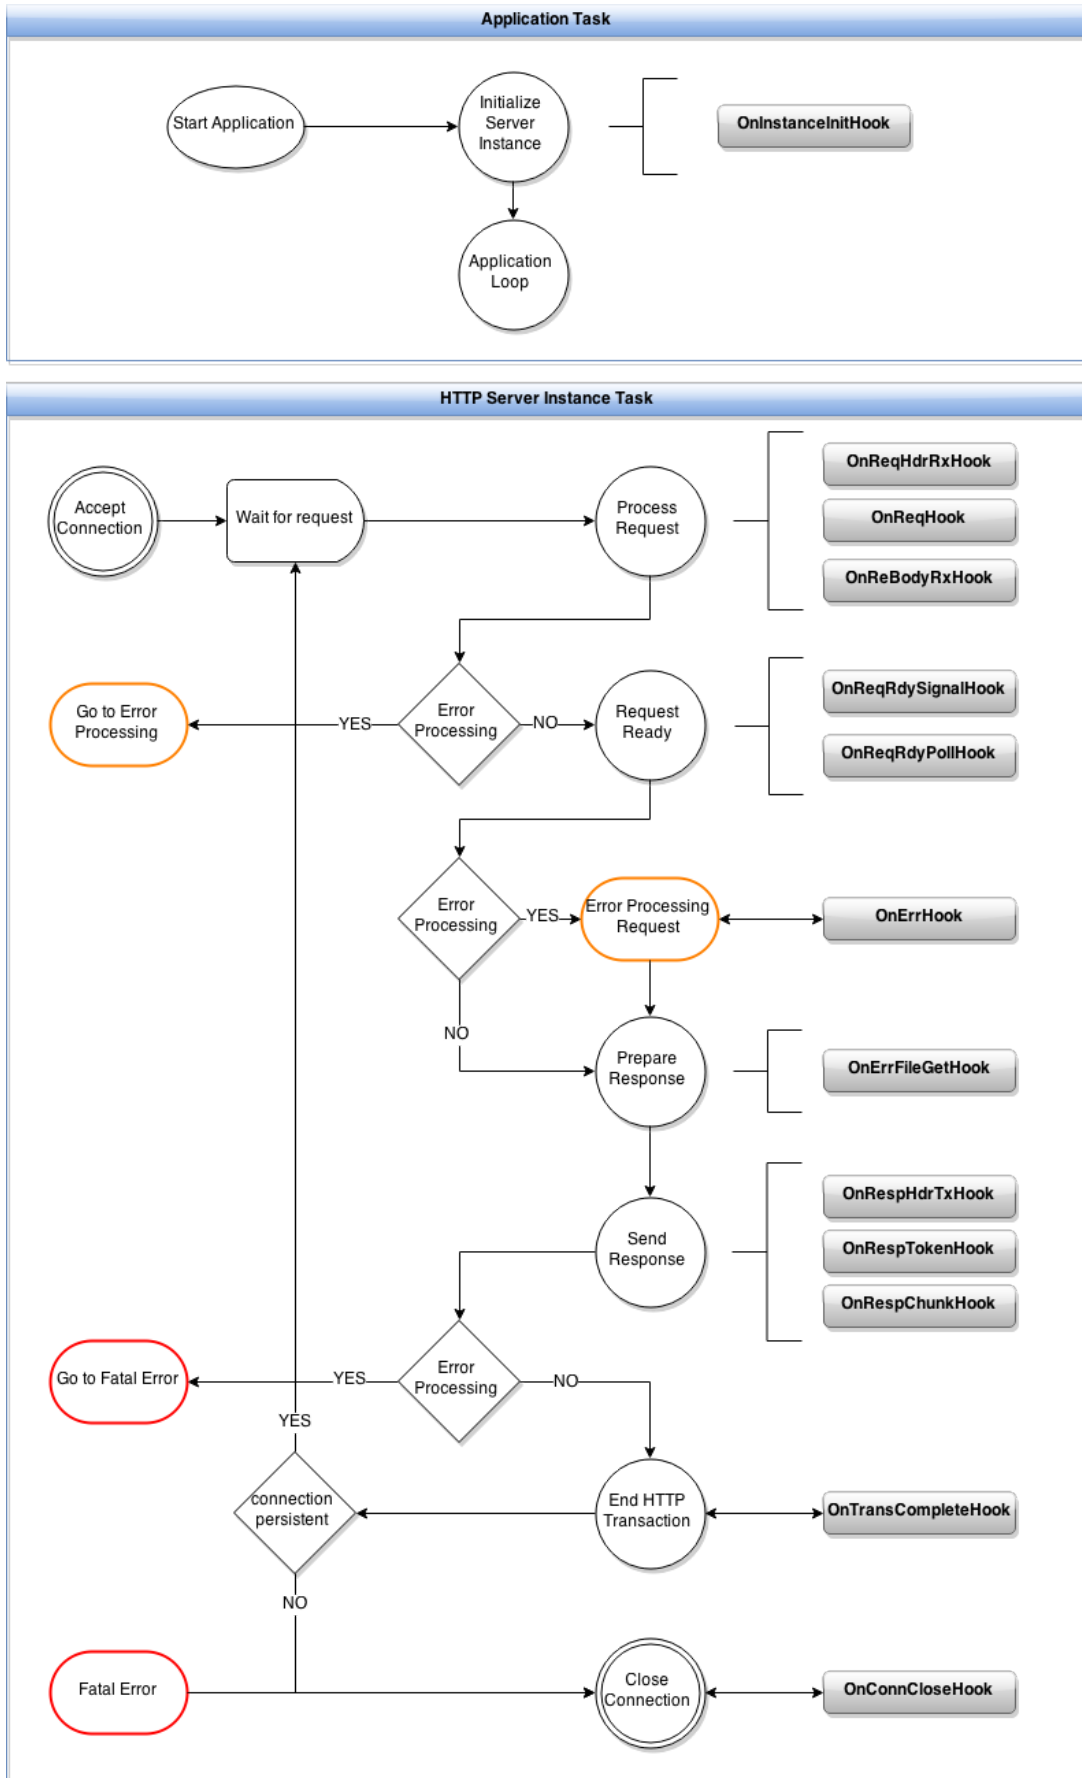 Application Task
Start Application
Initialize
Server
Instance
OnInstanceInitHook
Application
Loop
HTTP Server Instance Task
Accept
Connection
Wait for request
Process
Request
OnReqHdrRxHook
OnReqHook
OnReBodyRxHook
Go to Error
Processing
YES
Error
Processing
NO
Request
Ready
OnReqRdySignalHook
OnReqRdyPollHook
Error
Processing
YES
Error Processing
Request
OnErrHook
NO
Prepare
Response
OnErrFileGetHook
Send
Response
OnRespHdrTxHook
OnRespTokenHook
OnRespChunkHook
Go to Fatal Error
YES
Error
Processing
NO
YES
connection
persistent
End HTTP
Transaction
OnTransCompleteHook
NO
Fatal Error
Close
Connection
OnConnCloseHook